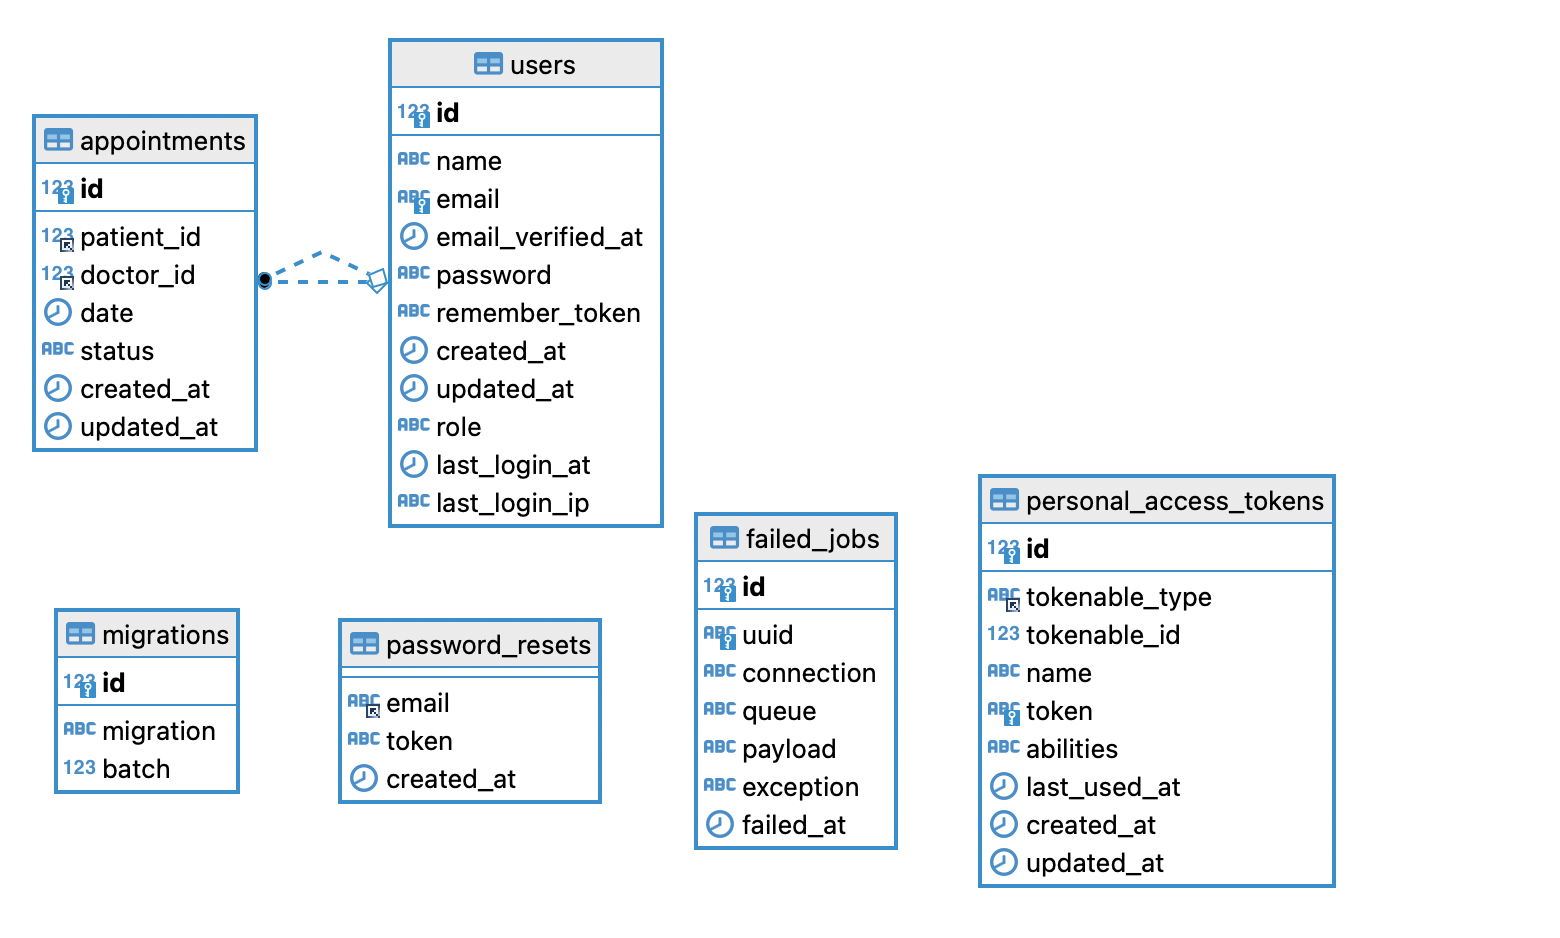 users
123 id
ABC name
ABC email
email_verified_at
ABC password
ABC remember_token
created_at
updated_at
ABC role
last_login_at
ABC last_login_ip
appointments
123 id
123 patient_id
123 doctor_id
date
ABC status
created_at
updated_at
migrations
123 id
ABC migration
123 batch
password_resets
ABC email
ABC token
created_at
failed_jobs
123 id
ABC uuid
ABC connection
ABC queue
ABC payload
ABC exception
failed_at
personal_access_tokens
123 id
ABC tokenable_type
123 tokenable_id
ABC name
ABC token
ABC abilities
last_used_at
created_at
updated_at